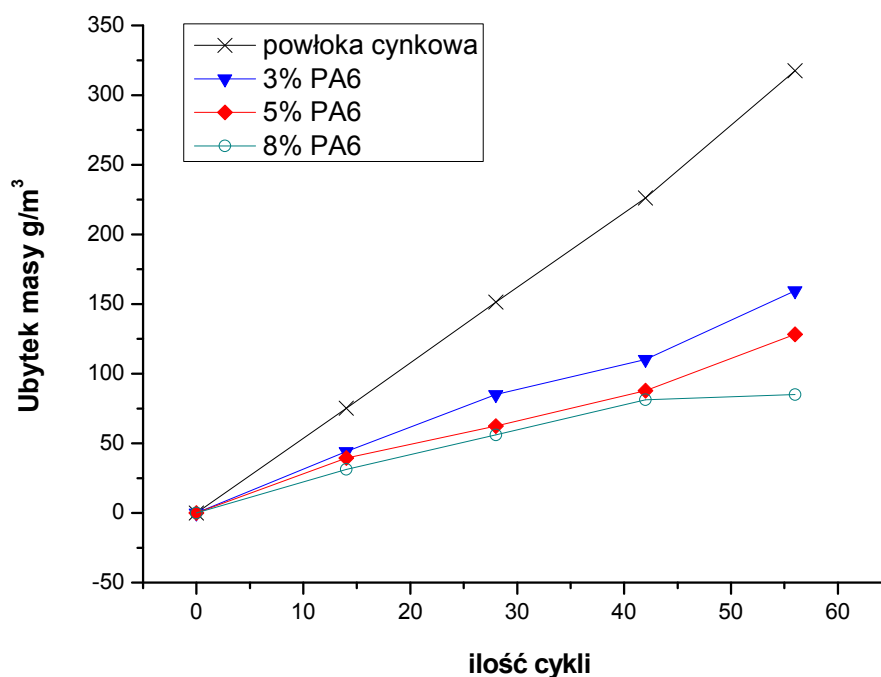 350
300
250
200
150
100
50
0
-50
Ubytek masy g/m³
powłoka cynkowa
3% PA6
5% PA6
8% PA6
0 10 20 30 40 50 60
ilość cykli